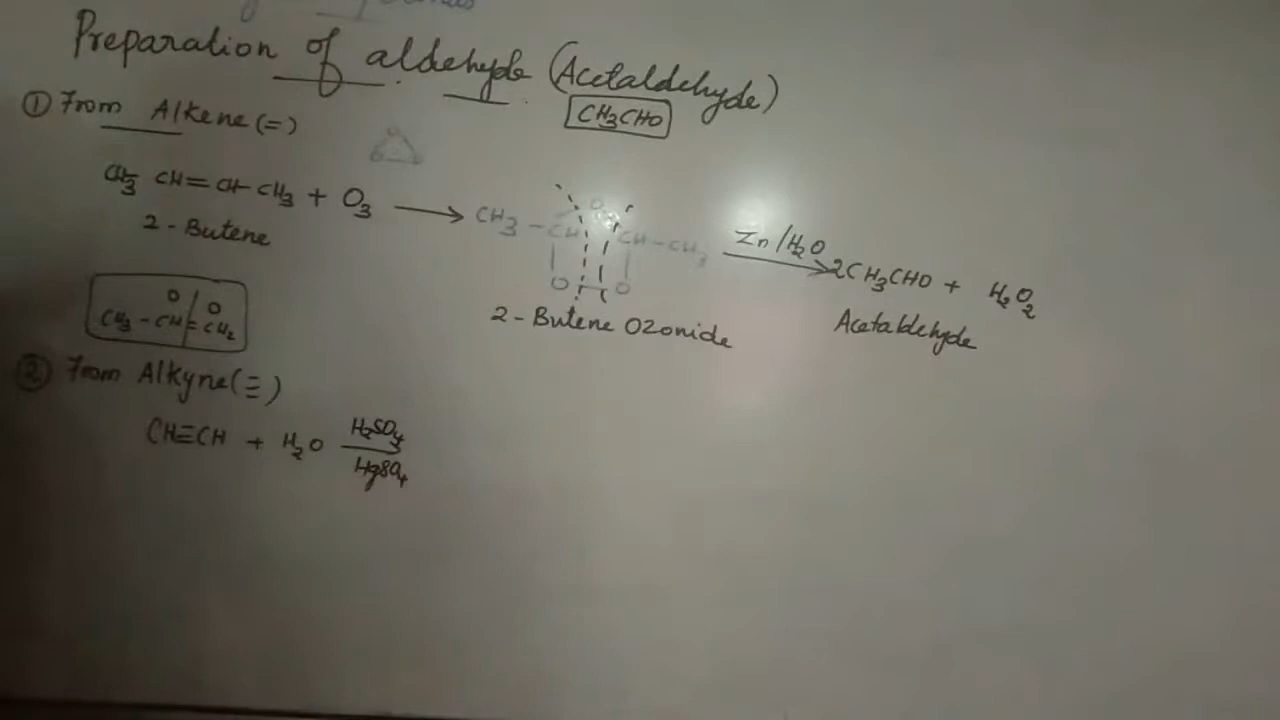 Preparation of aldehyde (Acetaldehyde)
CH3CHO
① From Alkene (=)
CH3 CH=CH-CH3 + O3 ⟶ CH3-CH O CH-CH3 Zn/H2O ⟶ 2CH3CHO + H2O2
O O
2-Butene
2-Butene Ozonide
Acetaldehyde
O O
CH3-CH=CH2
② From Alkyne (≡)
CH≡CH + H2O H2SO4
HgSO4